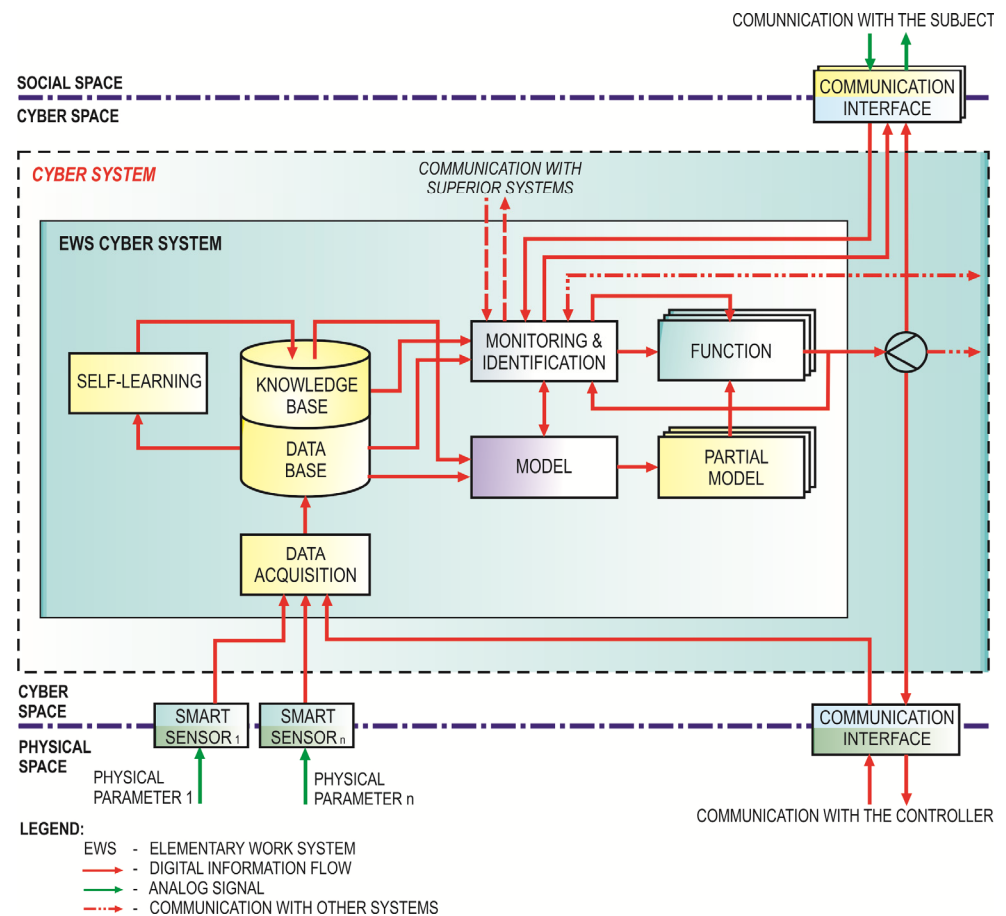 COMUNNICATION WITH THE SUBJECT
SOCIAL SPACE
CYBER SPACE
COMMUNICATION
INTERFACE
CYBER SYSTEM
COMMUNICATION WITH
SUPERIOR SYSTEMS
EWS CYBER SYSTEM
MONITORING &
IDENTIFICATION
FUNCTION
SELF-LEARNING
KNOWLEDGE
BASE
DATA
BASE
MODEL
PARTIAL
MODEL
DATA
ACQUISITION
CYBER
SPACE
PHYSICAL
SPACE
SMART
SENSOR 1
SMART
SENSOR n
COMMUNICATION
INTERFACE
PHYSICAL
PARAMETER 1
PHYSICAL
PARAMETER n
COMMUNICATION WITH THE CONTROLLER
LEGEND:
EWS - ELEMENTARY WORK SYSTEM
- DIGITAL INFORMATION FLOW
- ANALOG SIGNAL
- COMMUNICATION WITH OTHER SYSTEMS